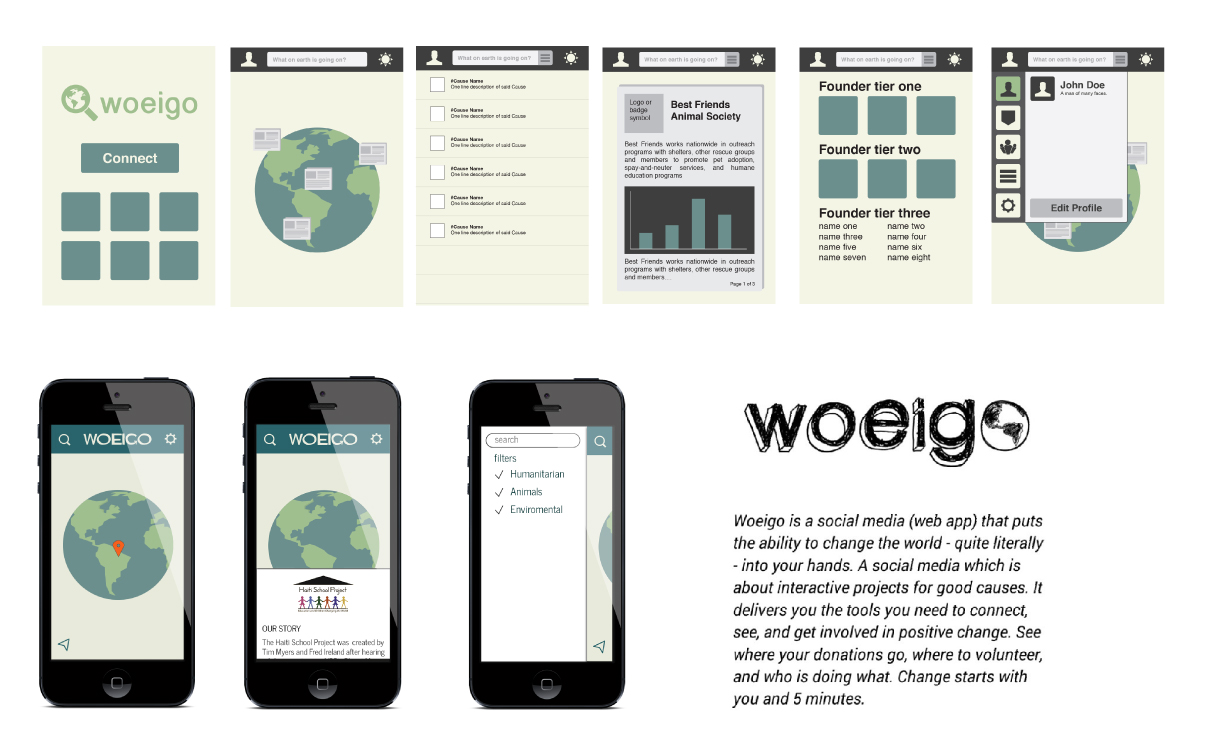 woeigo
Connect
What on earth is going on?
What on earth is going on?
#Cause Name
One line description of said Cause
#Cause Name
One line description of said Cause
#Cause Name
One line description of said Cause
#Cause Name
One line description of said Cause
#Cause Name
One line description of said Cause
#Cause Name
One line description of said Cause
What on earth is going on?
Logo or
badge
symbol
Best Friends
Animal Society
Best Friends works nationwide in outreach
programs with shelters, other rescue groups
and members to promote pet adoption,
spay-and-neuter services, and humane
education programs
Best Friends works nationwide in outreach
programs with shelters, other rescue groups
and members...
Page 1 of 3
What on earth is going on?
Founder tier one
Founder tier two
Founder tier three
name one name two
name three name four
name five name six
name seven name eight
What on earth is going on?
John Doe
A man of many faces.
Edit Profile
WOEICO
WOEICO
Haiti School Project
OUR STORY
The Haiti School Project was created by
Tim Myers and Fred Ireland after hearing
search
filters
Humanitarian
Animals
Enviromental
woeigo
Woeigo is a social media (web app) that puts
the ability to change the world - quite literally
- into your hands. A social media which is
about interactive projects for good causes. It
delivers you the tools you need to connect,
see, and get involved in positive change. See
where your donations go, where to volunteer,
and who is doing what. Change starts with
you and 5 minutes.